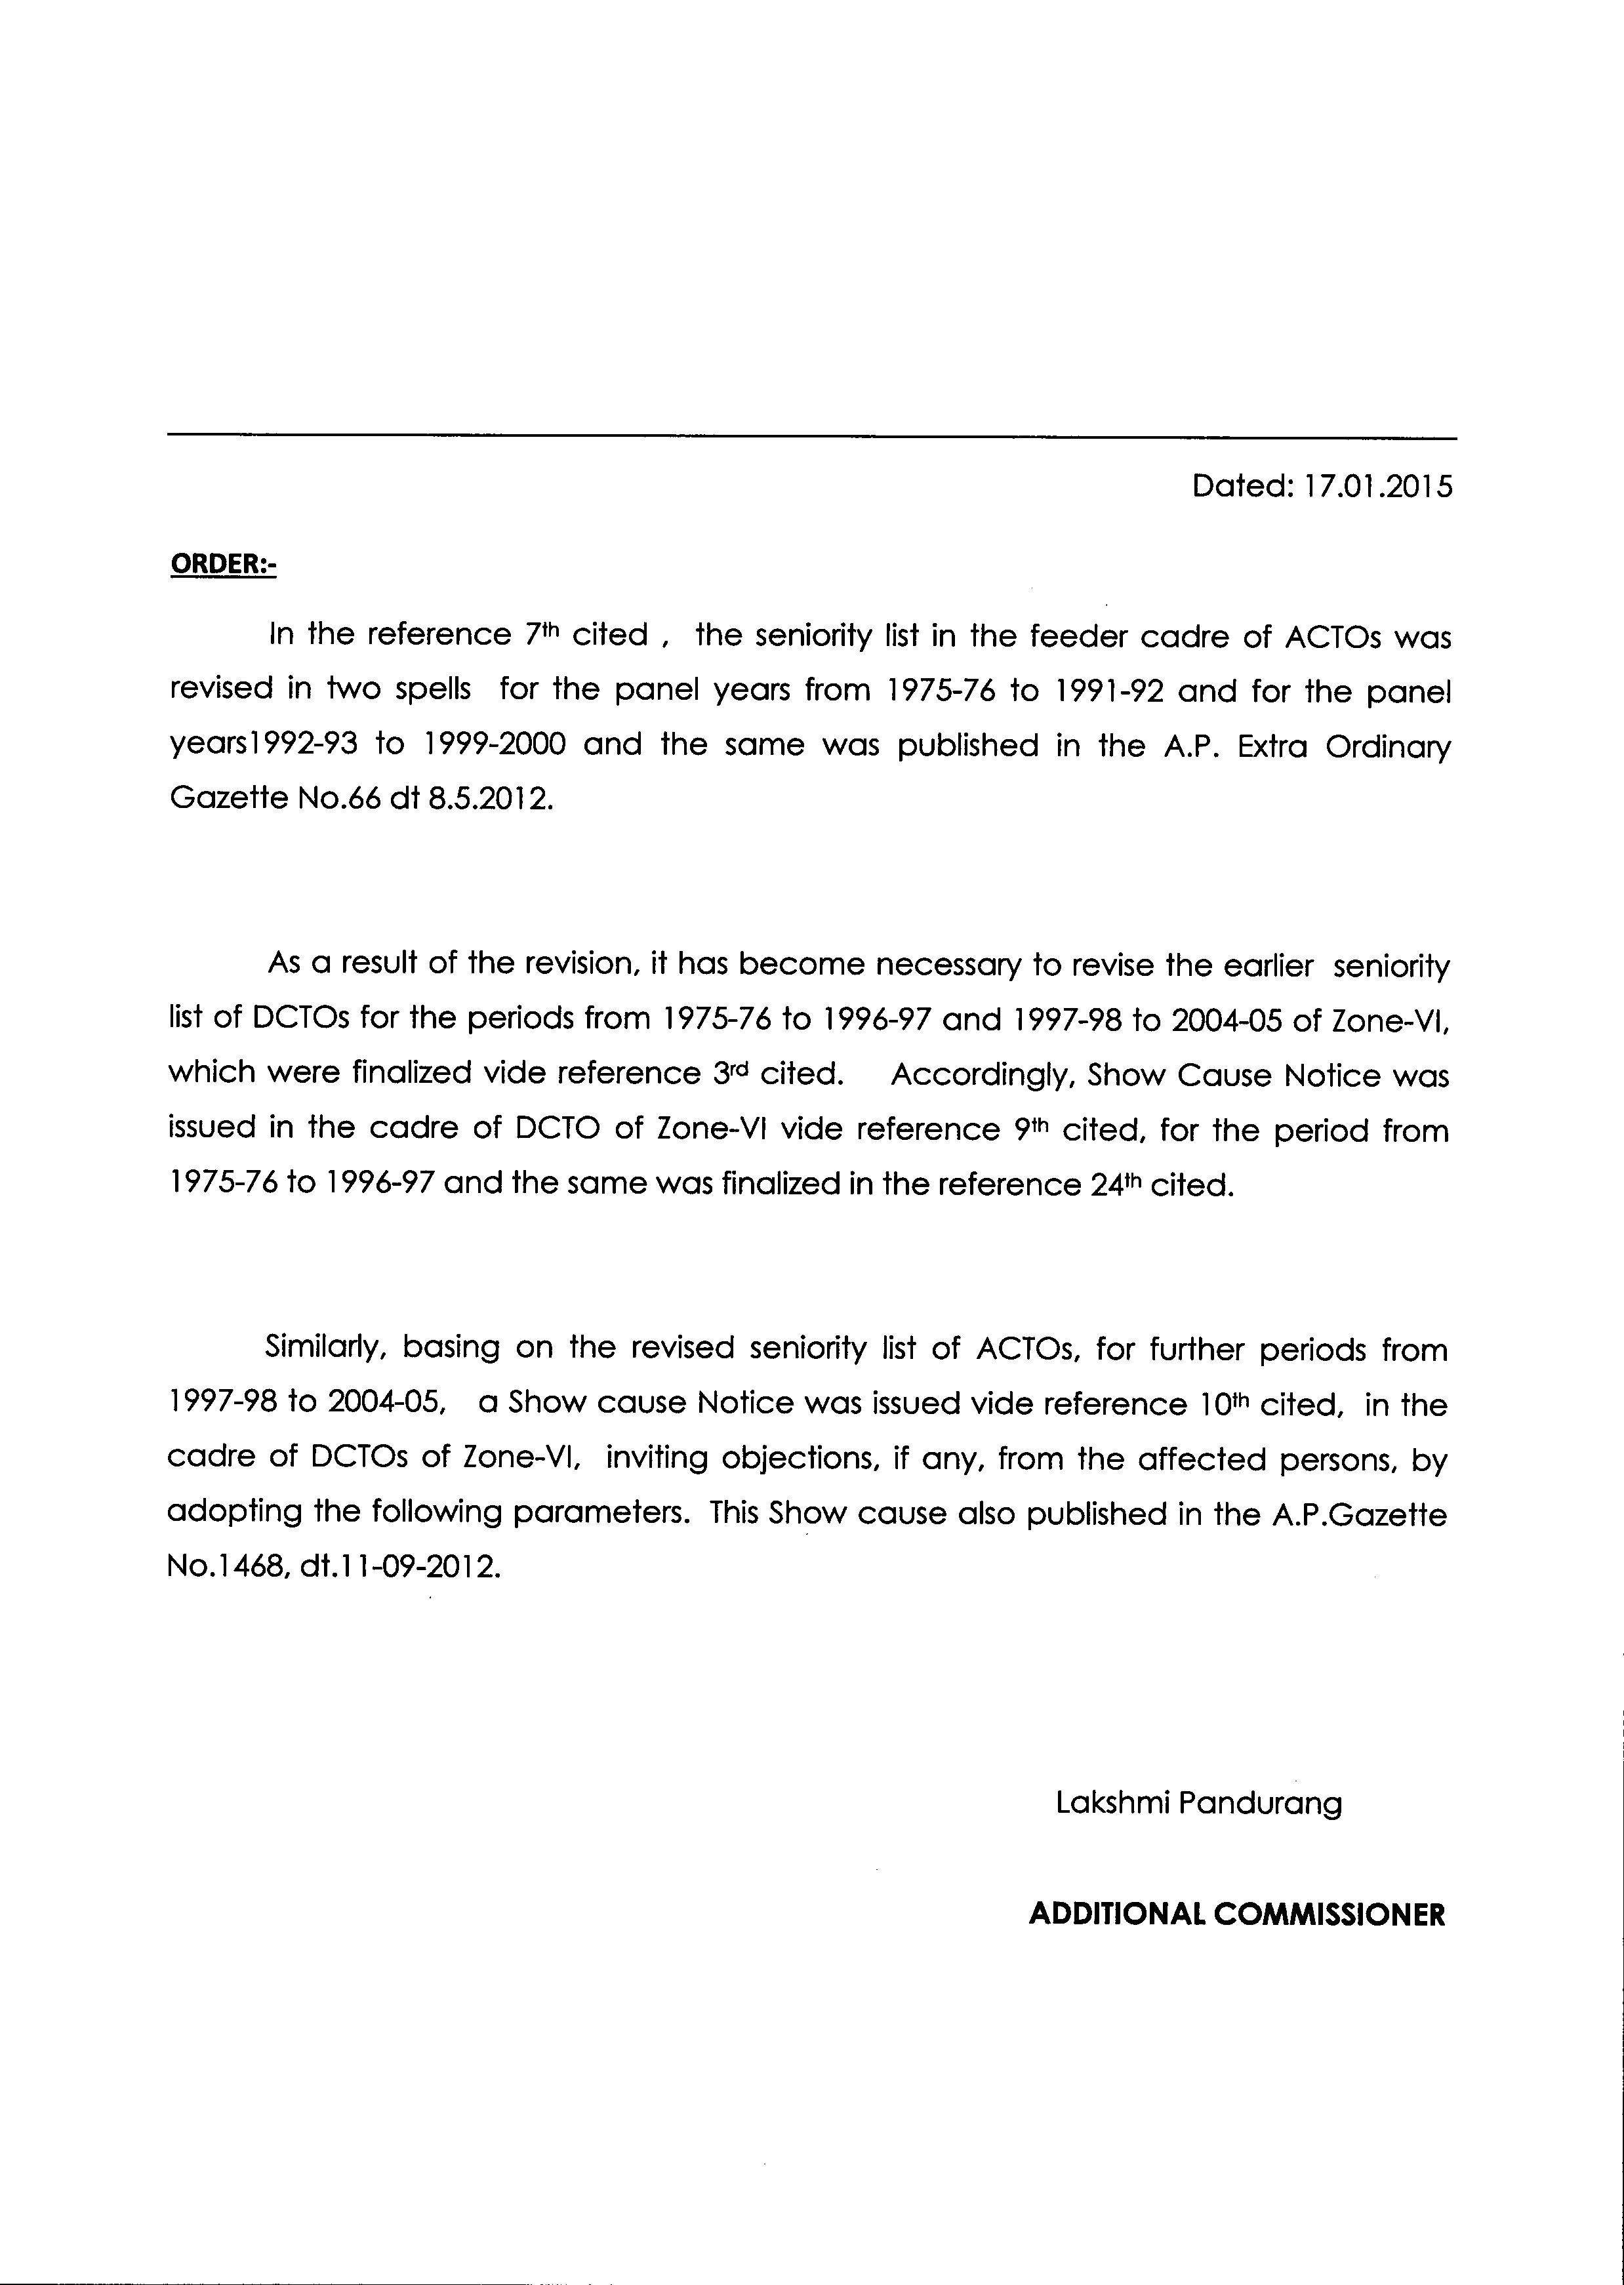 Dated: 17.01.2015
ORDER:-
In the reference 7th cited , the seniority list in the feeder cadre of ACTOs was
revised in two spells for the panel years from 1975-76 to 1991-92 and for the panel
years1992-93 to 1999-2000 and the same was published in the A.P. Extra Ordinary
Gazette No.66 dt 8.5.2012.
As a result of the revision, it has become necessary to revise the earlier seniority
list of DCTOs for the periods from 1975-76 to 1996-97 and 1997-98 to 2004-05 of Zone-VI,
which were finalized vide reference 3rd cited. Accordingly, Show Cause Notice was
issued in the cadre of DCTO of Zone-VI vide reference 9th cited, for the period from
1975-76 to 1996-97 and the same was finalized in the reference 24th cited.
Similarly, basing on the revised seniority list of ACTOs, for further periods from
1997-98 to 2004-05, a Show cause Notice was issued vide reference 10th cited, in the
cadre of DCTOs of Zone-VI, inviting objections, if any, from the affected persons, by
adopting the following parameters. This Show cause also published in the A.P.Gazette
No.1468, dt.11-09-2012.
Lakshmi Pandurang
ADDITIONAL COMMISSIONER